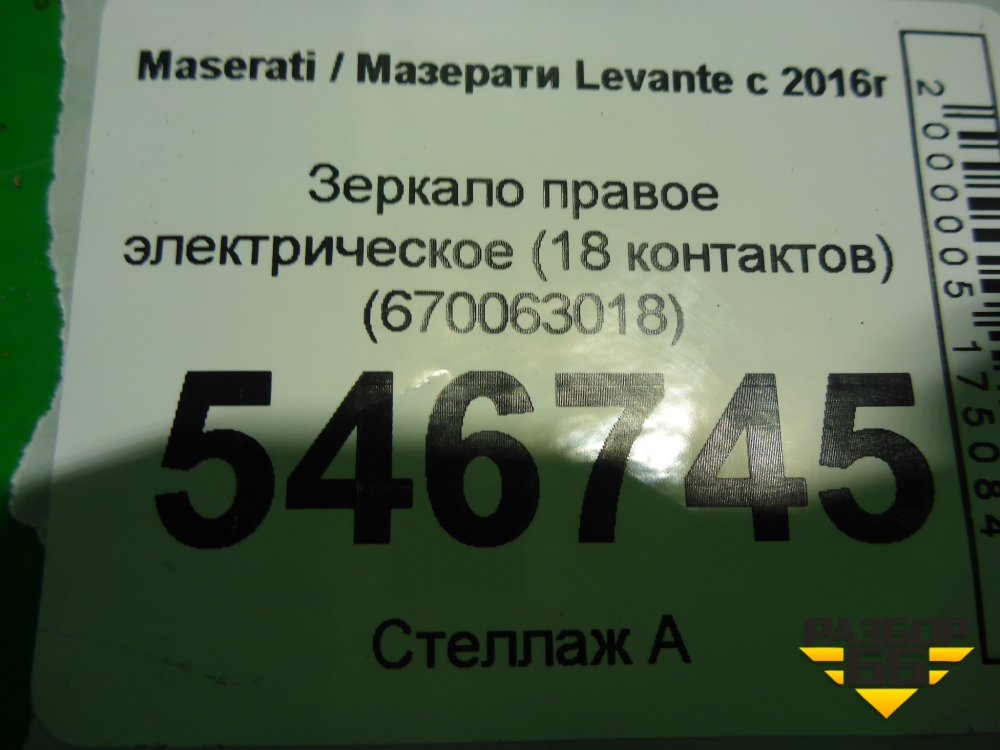 Maserati / Мазерати Levante с 2016г
Зеркало правое
электрическое (18 контактов)
(670063018)
546745
Стеллаж А
2000005175084
РАЗБОР
66